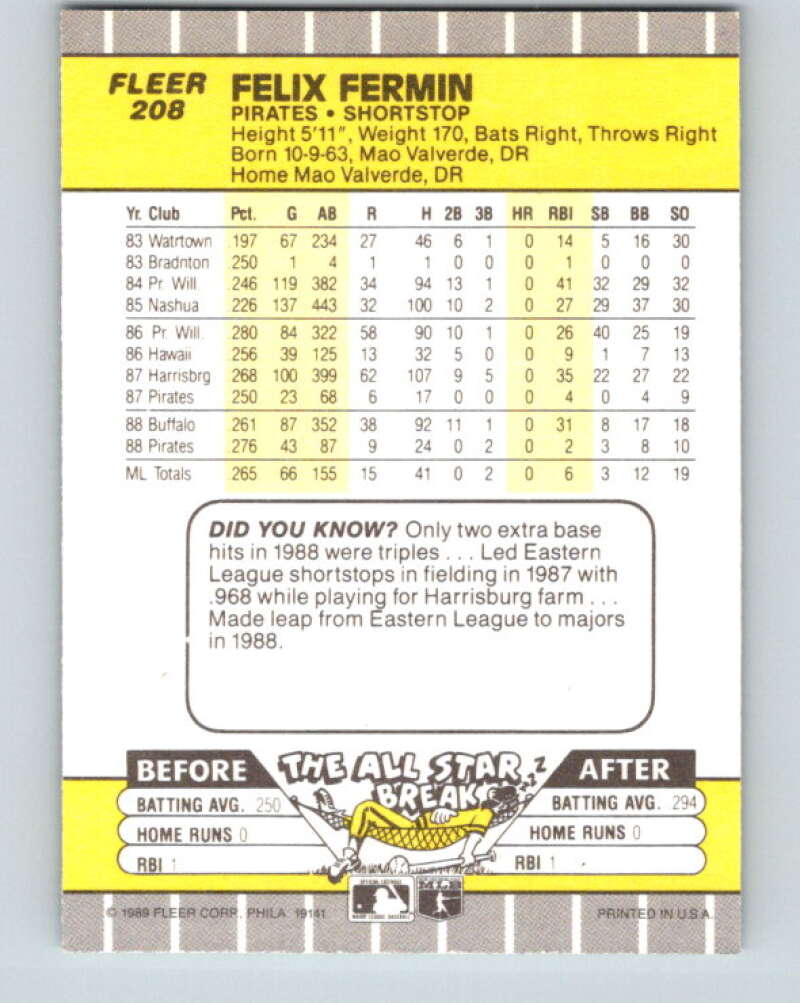 FLEER
208
FELIX FERMIN
PIRATES • SHORTSTOP
Height 5'11", Weight 170, Bats Right, Throws Right
Born 10-9-63, Mao Valverde, DR
Home Mao Valverde, DR
Yr. Club Pct. G AB R H 2B 3B HR RBI SB BB SO
83 Watrtown .197 67 234 27 46 6 1 0 14 5 16 30
83 Bradnton .250 1 4 1 1 0 0 0 1 0 0 0
84 Pr. Will. .246 119 382 34 94 13 1 0 41 32 29 32
85 Nashua .226 137 443 32 100 10 2 0 27 29 37 30
86 Pr. Will. .280 84 322 58 90 10 1 0 26 40 25 19
86 Hawaii .256 39 125 13 32 5 0 0 9 1 7 13
87 Harrisbrg .268 100 399 62 107 9 5 0 35 22 27 22
87 Pirates .250 23 68 6 17 0 0 0 4 0 4 9
88 Buffalo .261 87 352 38 92 11 1 0 31 8 17 18
88 Pirates .276 43 87 9 24 0 2 0 2 3 8 10
ML Totals .265 66 155 15 41 0 2 0 6 3 12 19
DID YOU KNOW? Only two extra base
hits in 1988 were triples . . . Led Eastern
League shortstops in fielding in 1987 with
.968 while playing for Harrisburg farm . . .
Made leap from Eastern League to majors
in 1988.
BEFORE THE ALL STAR BREAK zzz AFTER
BATTING AVG. .250 BATTING AVG. .294
HOME RUNS 0 HOME RUNS 0
RBI 1 RBI 1
© 1989 FLEER CORP. PHILA. 19141 MLB PRINTED IN U.S.A.